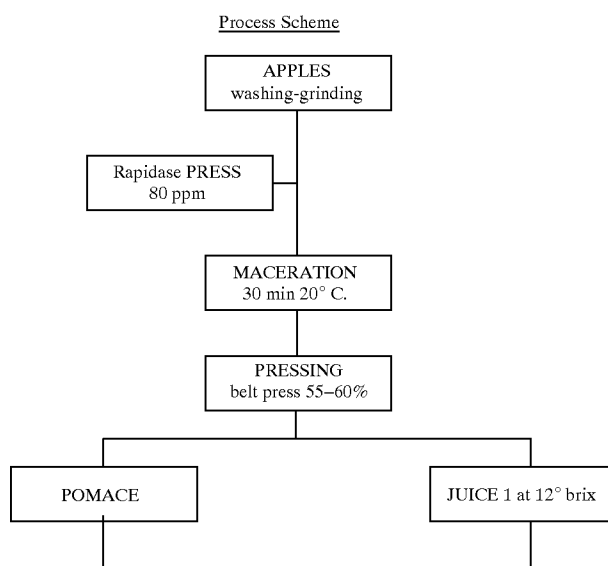 Process Scheme
APPLES
washing-grinding
Rapidase PRESS
80 ppm
MACERATION
30 min 20° C.
PRESSING
belt press 55–60%
POMACE
JUICE 1 at 12° brix